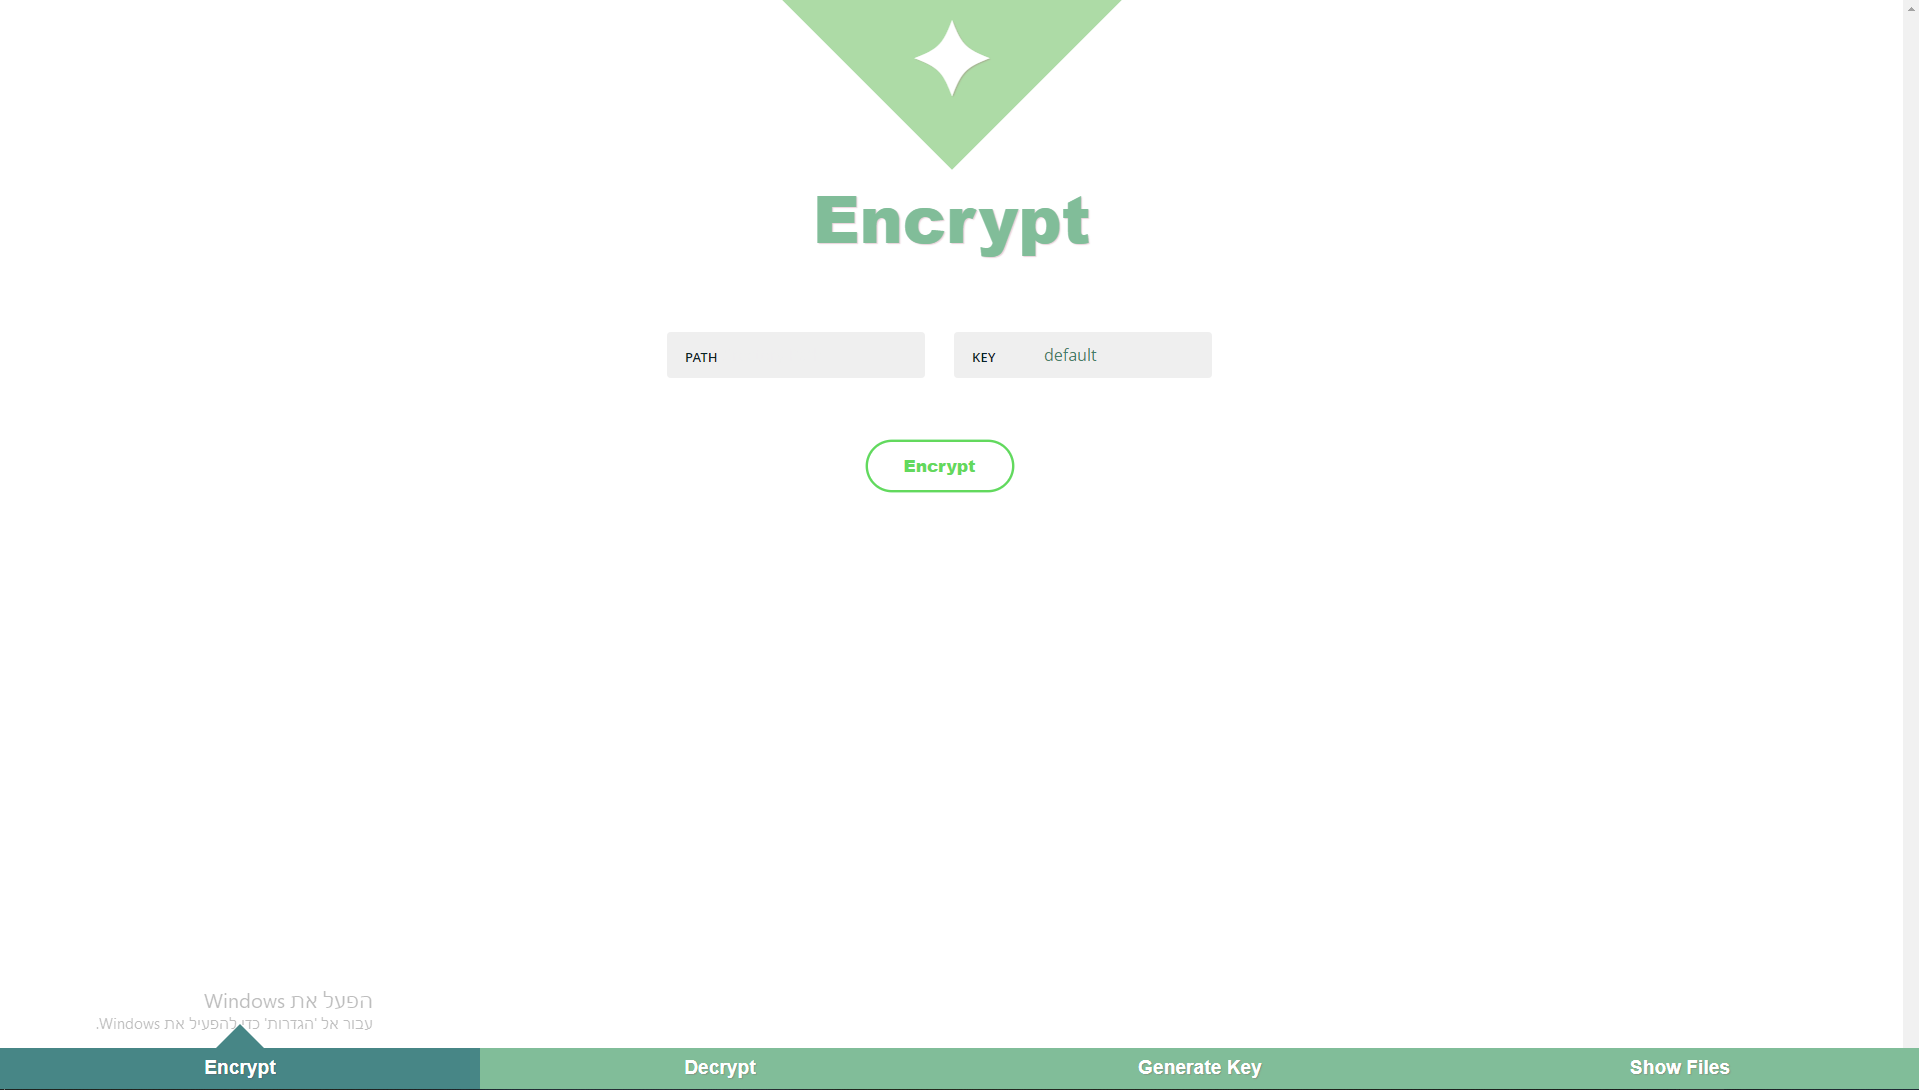 Encrypt
PATH
KEY default
Encrypt
הפעל את Windows
עבור אל 'הגדרות' כדי להפעיל את Windows.
Encrypt
Decrypt
Generate Key
Show Files